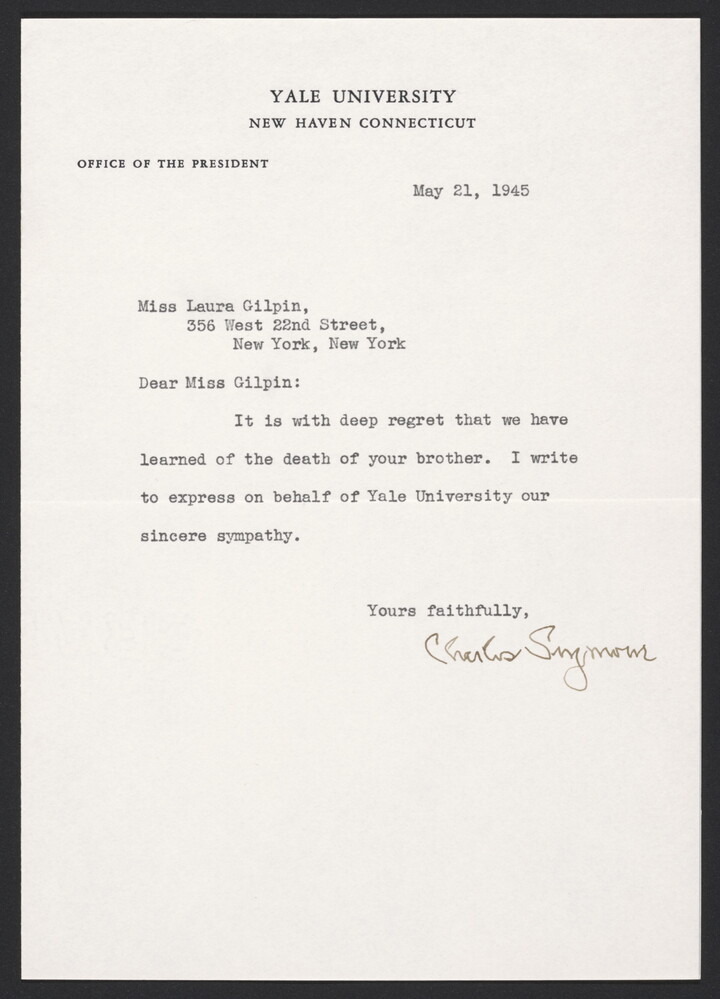 YALE UNIVERSITY
NEW HAVEN CONNECTICUT
OFFICE OF THE PRESIDENT
May 21, 1945
Miss Laura Gilpin,
356 West 22nd Street,
New York, New York
Dear Miss Gilpin:
It is with deep regret that we have
learned of the death of your brother. I write
to express on behalf of Yale University our
sincere sympathy.
Yours faithfully,
Charles Seymour